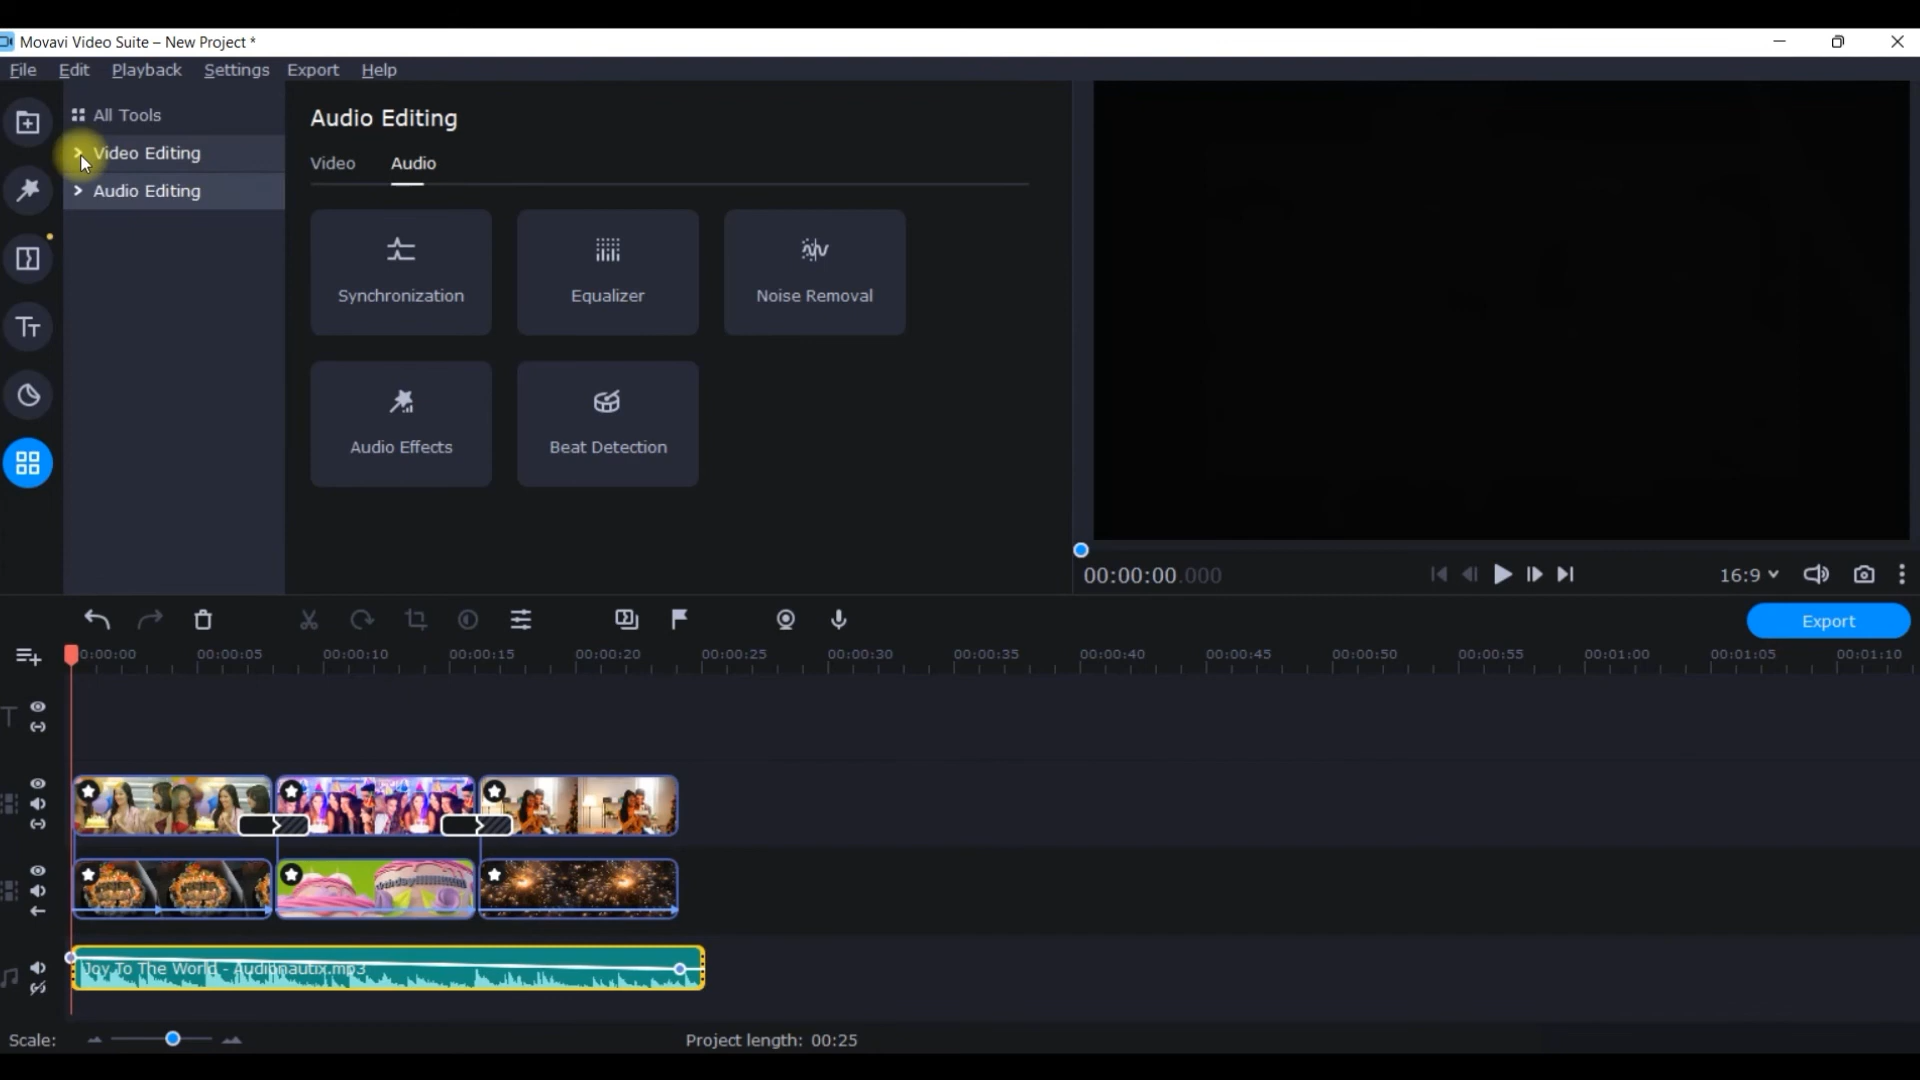 Movavi Video Suite – New Project *
File Edit Playback Settings Export Help
All Tools
Video Editing
Audio Editing
Audio Editing
Video Audio
Synchronization Equalizer Noise Removal
Audio Effects Beat Detection
00:00:00.000
16:9
Export
0:00:00 00:00:05 00:00:10 00:00:15 00:00:20 00:00:25 00:00:30 00:00:35 00:00:40 00:00:45 00:00:50 00:00:55 00:01:00 00:01:05 00:01:10
Joy To The World - Audionautix.mp3
Scale:
Project length: 00:25